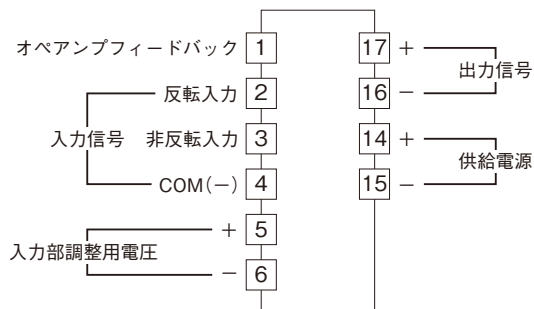 オペアンプフィードバック 1
反転入力 2
入力信号 非反転入力 3
COM(−) 4
+ 5
入力部調整用電圧
− 6
17 +
出力信号
16 −
14 +
供給電源
15 −